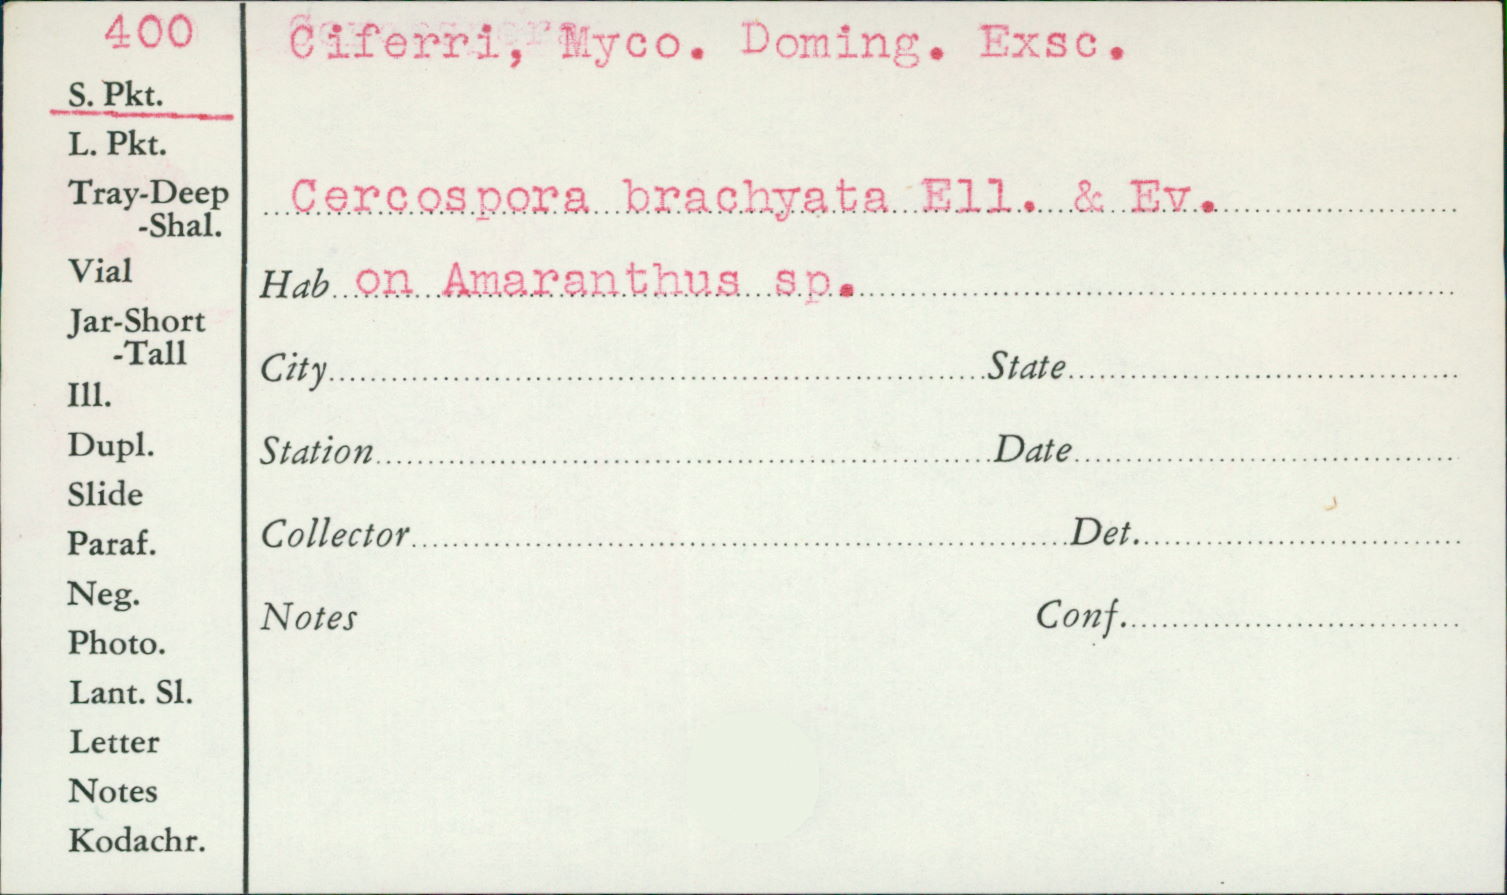 400
Ciferri, Myco. Doming. Exsc.
S. Pkt.
L. Pkt.
Tray-Deep
-Shal.
Vial
Jar-Short
-Tall
Ill.
Dupl.
Slide
Paraf.
Neg.
Photo.
Lant. Sl.
Letter
Notes
Kodachr.
Cercospora brachyata Ell. & Ev.
Hab on Amaranthus sp.
City State
Station Date
Collector Det.
Notes Conf.